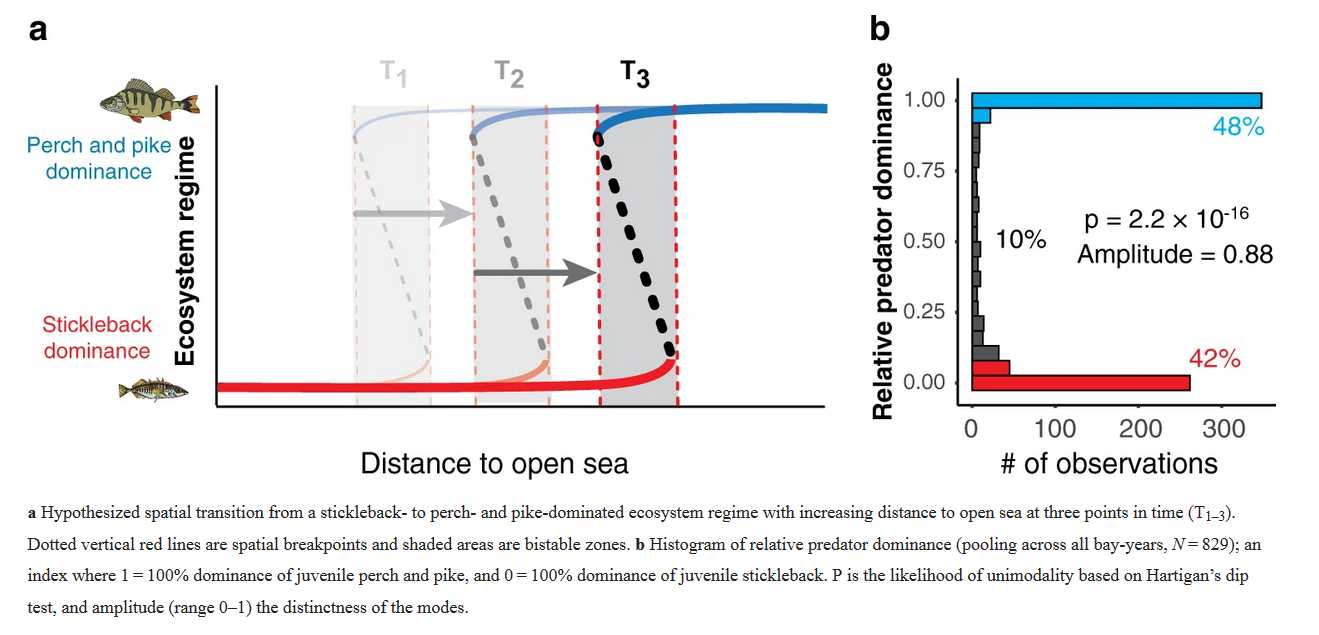 a
T1
T2
T3
Perch and pike
dominance
Ecosystem regime
Stickleback
dominance
Distance to open sea
b
Relative predator dominance
1.00
0.75
0.50
0.25
0.00
48%
10%
p = 2.2 × 10-16
Amplitude = 0.88
42%
0
100
200
300
# of observations
a Hypothesized spatial transition from a stickleback- to perch- and pike-dominated ecosystem regime with increasing distance to open sea at three points in time (T1–3).
Dotted vertical red lines are spatial breakpoints and shaded areas are bistable zones. b Histogram of relative predator dominance (pooling across all bay-years, N = 829); an
index where 1 = 100% dominance of juvenile perch and pike, and 0 = 100% dominance of juvenile stickleback. P is the likelihood of unimodality based on Hartigan’s dip
test, and amplitude (range 0–1) the distinctness of the modes.